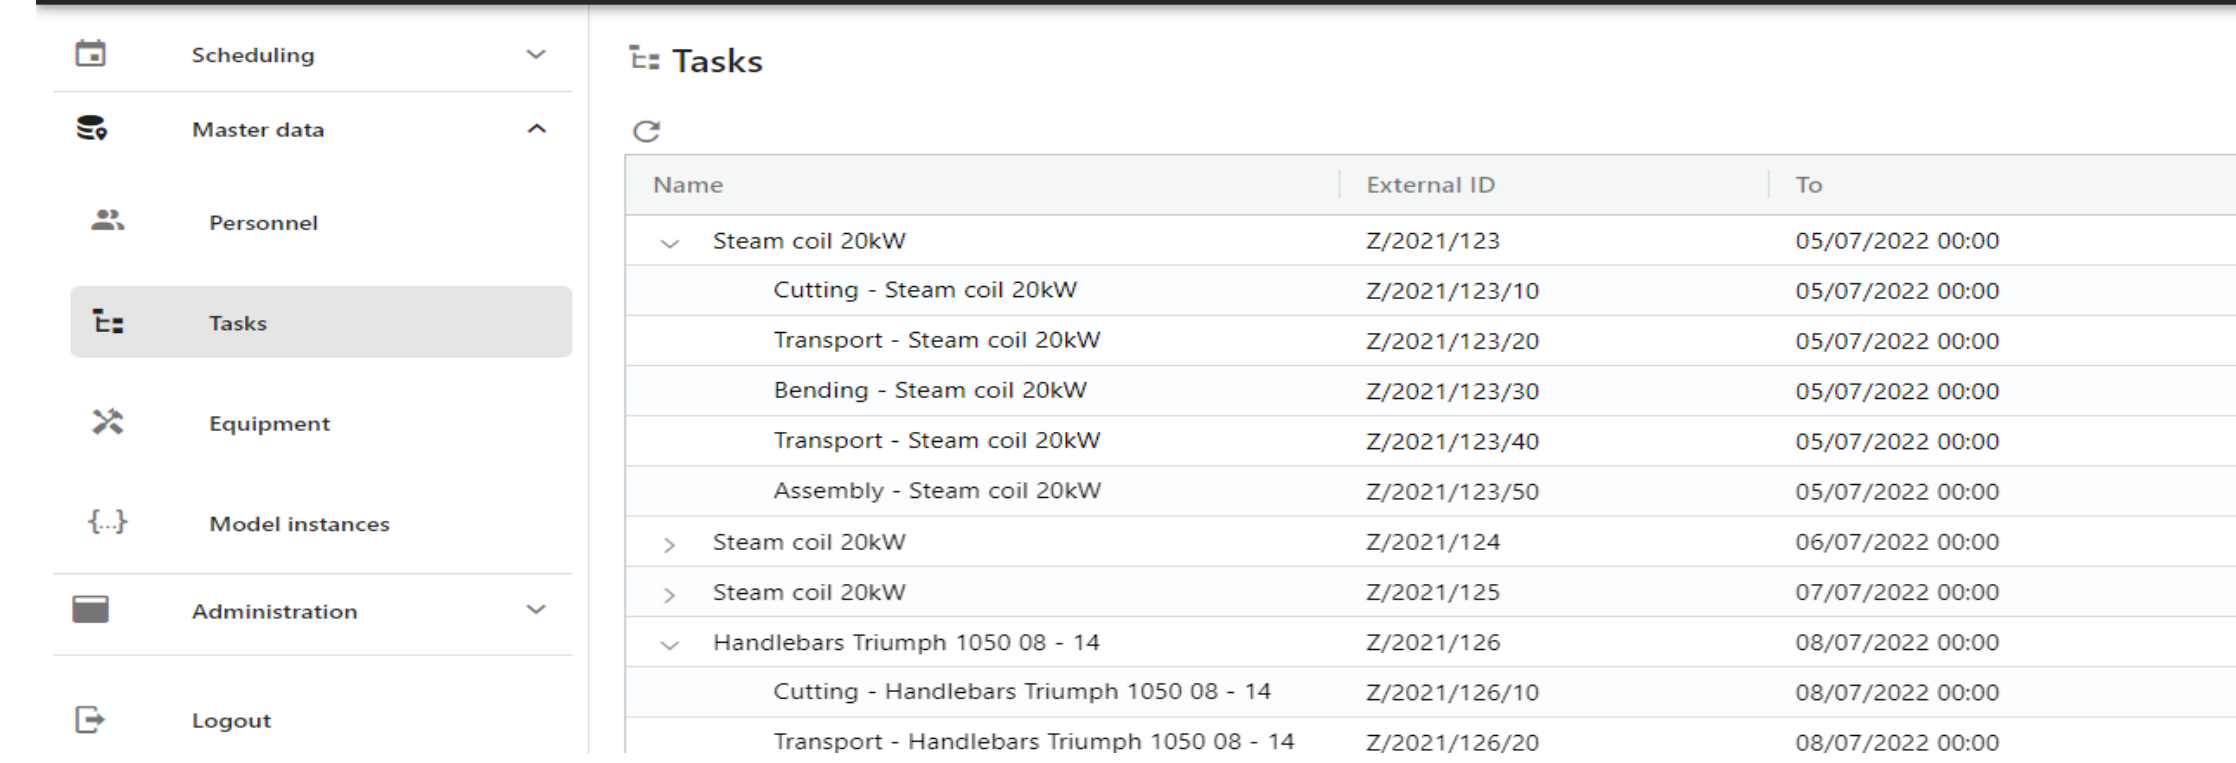 Scheduling
Master data
Personnel
Tasks
Equipment
{...} Model instances
Administration
Logout
Tasks
Name External ID To
Steam coil 20kW Z/2021/123 05/07/2022 00:00
Cutting - Steam coil 20kW Z/2021/123/10 05/07/2022 00:00
Transport - Steam coil 20kW Z/2021/123/20 05/07/2022 00:00
Bending - Steam coil 20kW Z/2021/123/30 05/07/2022 00:00
Transport - Steam coil 20kW Z/2021/123/40 05/07/2022 00:00
Assembly - Steam coil 20kW Z/2021/123/50 05/07/2022 00:00
Steam coil 20kW Z/2021/124 06/07/2022 00:00
Steam coil 20kW Z/2021/125 07/07/2022 00:00
Handlebars Triumph 1050 08 - 14 Z/2021/126 08/07/2022 00:00
Cutting - Handlebars Triumph 1050 08 - 14 Z/2021/126/10 08/07/2022 00:00
Transport - Handlebars Triumph 1050 08 - 14 Z/2021/126/20 08/07/2022 00:00